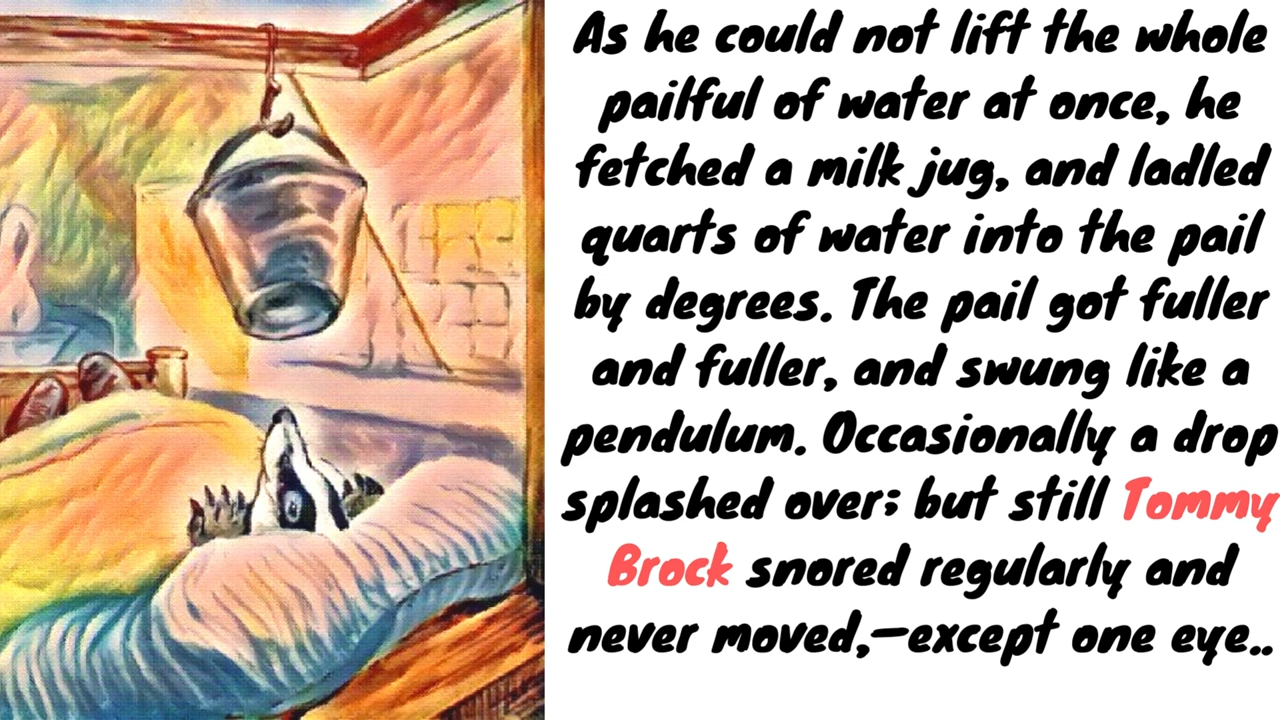 As he could not lift the whole
pailful of water at once, he
fetched a milk jug, and ladled
quarts of water into the pail
by degrees. The pail got fuller
and fuller, and swung like a
pendulum. Occasionally a drop
splashed over; but still Tommy
Brock snored regularly and
never moved,—except one eye..